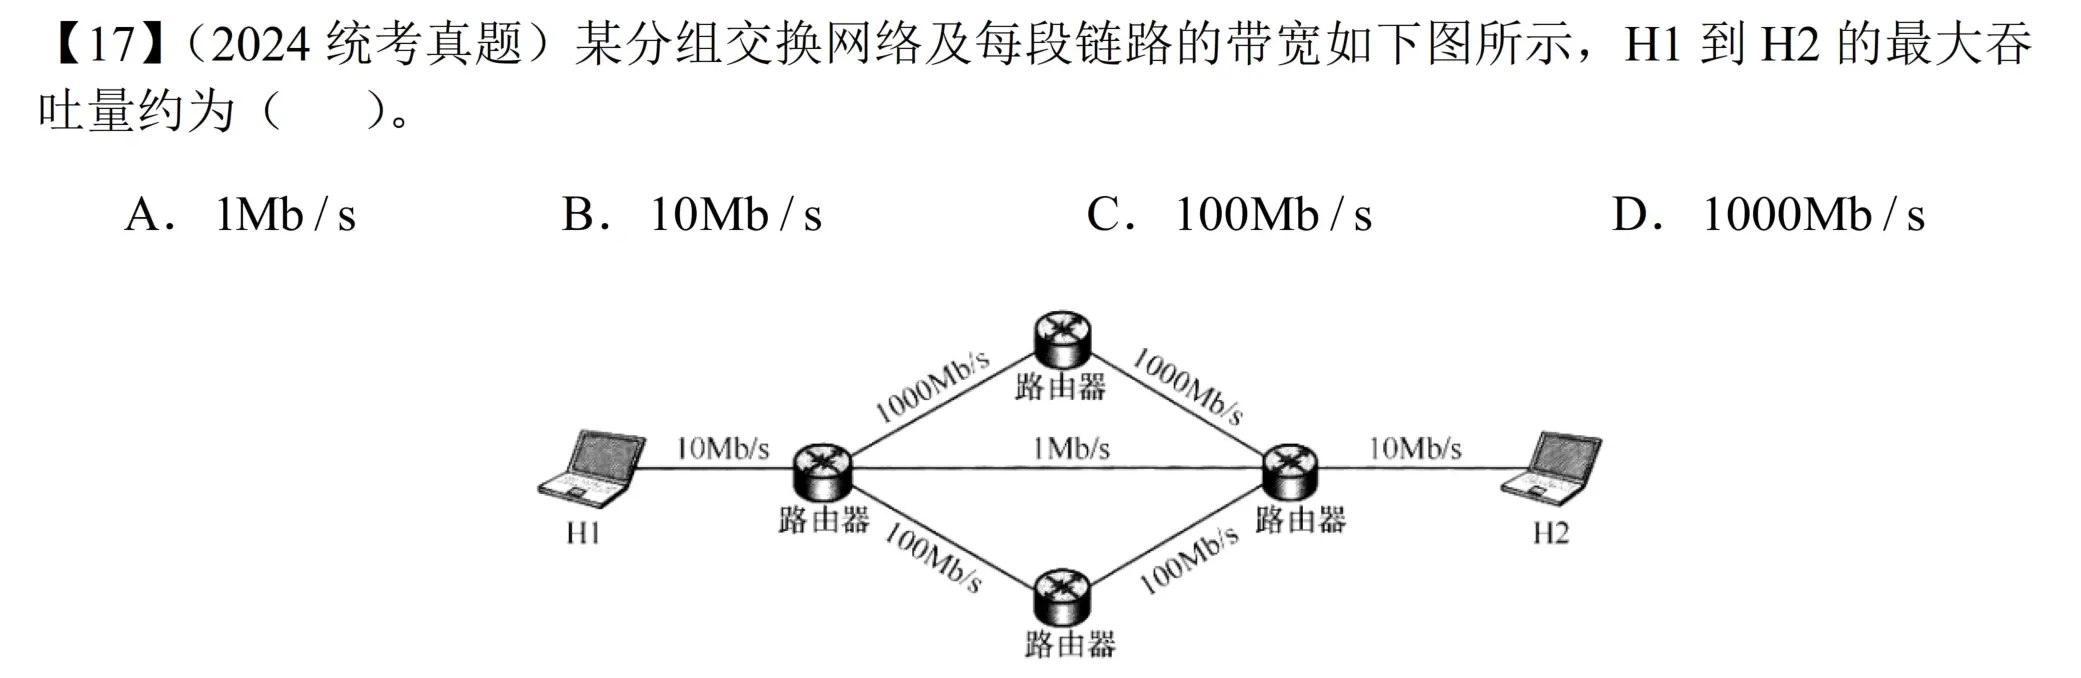 【17】（2024 统考真题）某分组交换网络及每段链路的带宽如下图所示，H1 到 H2 的最大吞
吐量约为（　　）。
A． 1Mb / s　B． 10Mb / s　C． 100Mb / s　D． 1000Mb / s
1000Mb/s
路由器
1000Mb/s
10Mb/s
1Mb/s
10Mb/s
H1
路由器
路由器
H2
100Mb/s
100Mb/s
路由器